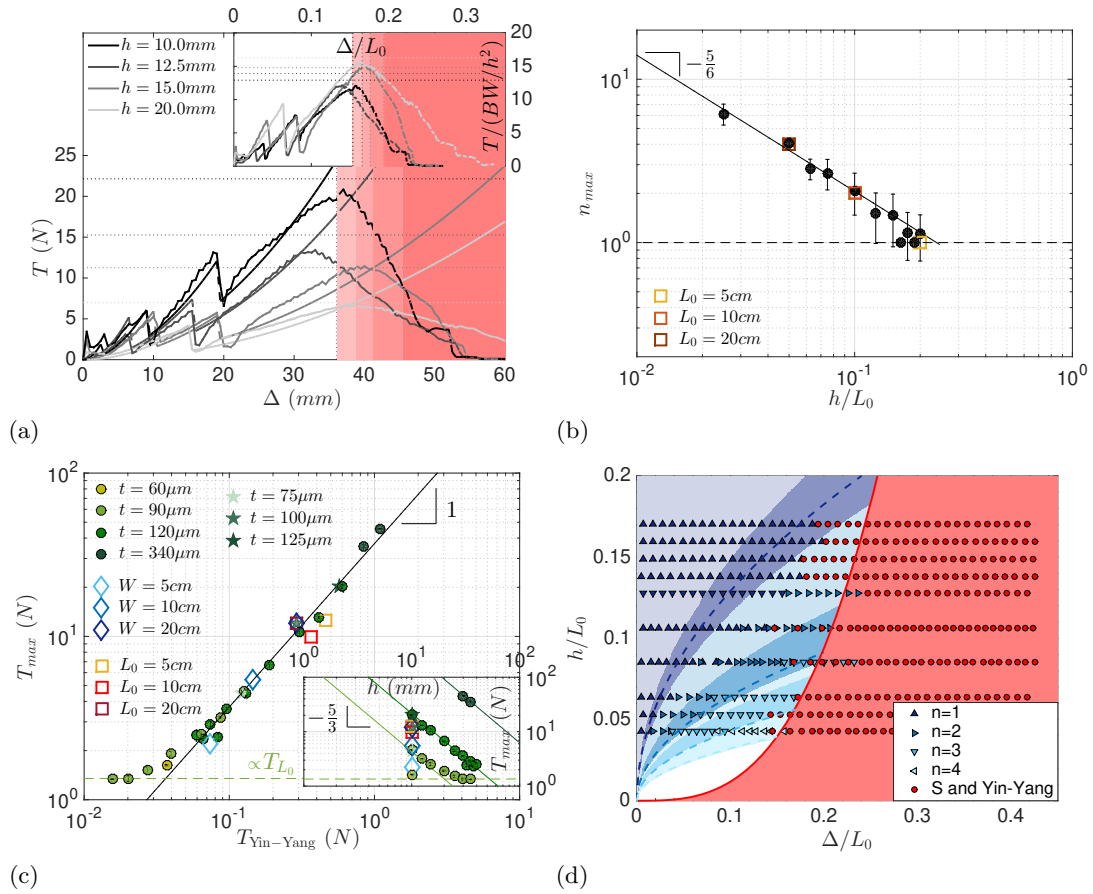 0 0.1 0.2 0.3
Δ/L₀
20
15
10
5
0
T/(BW/h²)
h = 10.0mm
h = 12.5mm
h = 15.0mm
h = 20.0mm
25
20
15
10
5
0
T (N)
0 10 20 30 40 50 60
Δ (mm)
(a)
−5/6
10¹
10⁰
n_max
L₀ = 5cm
L₀ = 10cm
L₀ = 20cm
10⁻² 10⁻¹ 10⁰
h/L₀
(b)
10²
10¹
10⁰
T_max (N)
t = 60μm
t = 90μm
t = 120μm
t = 340μm
t = 75μm
t = 100μm
t = 125μm
1
W = 5cm
W = 10cm
W = 20cm
L₀ = 5cm
L₀ = 10cm
L₀ = 20cm
∝T_L₀
10⁰ 10¹ 10²
h (mm)
−5/3
10²
10¹
10⁰
T_max (N)
10⁻² 10⁻¹ 10⁰ 10¹
T_Yin−Yang (N)
(c)
0.2
0.15
0.1
0.05
0
h/L₀
n=1
n=2
n=3
n=4
S and Yin-Yang
0 0.1 0.2 0.3 0.4
Δ/L₀
(d)